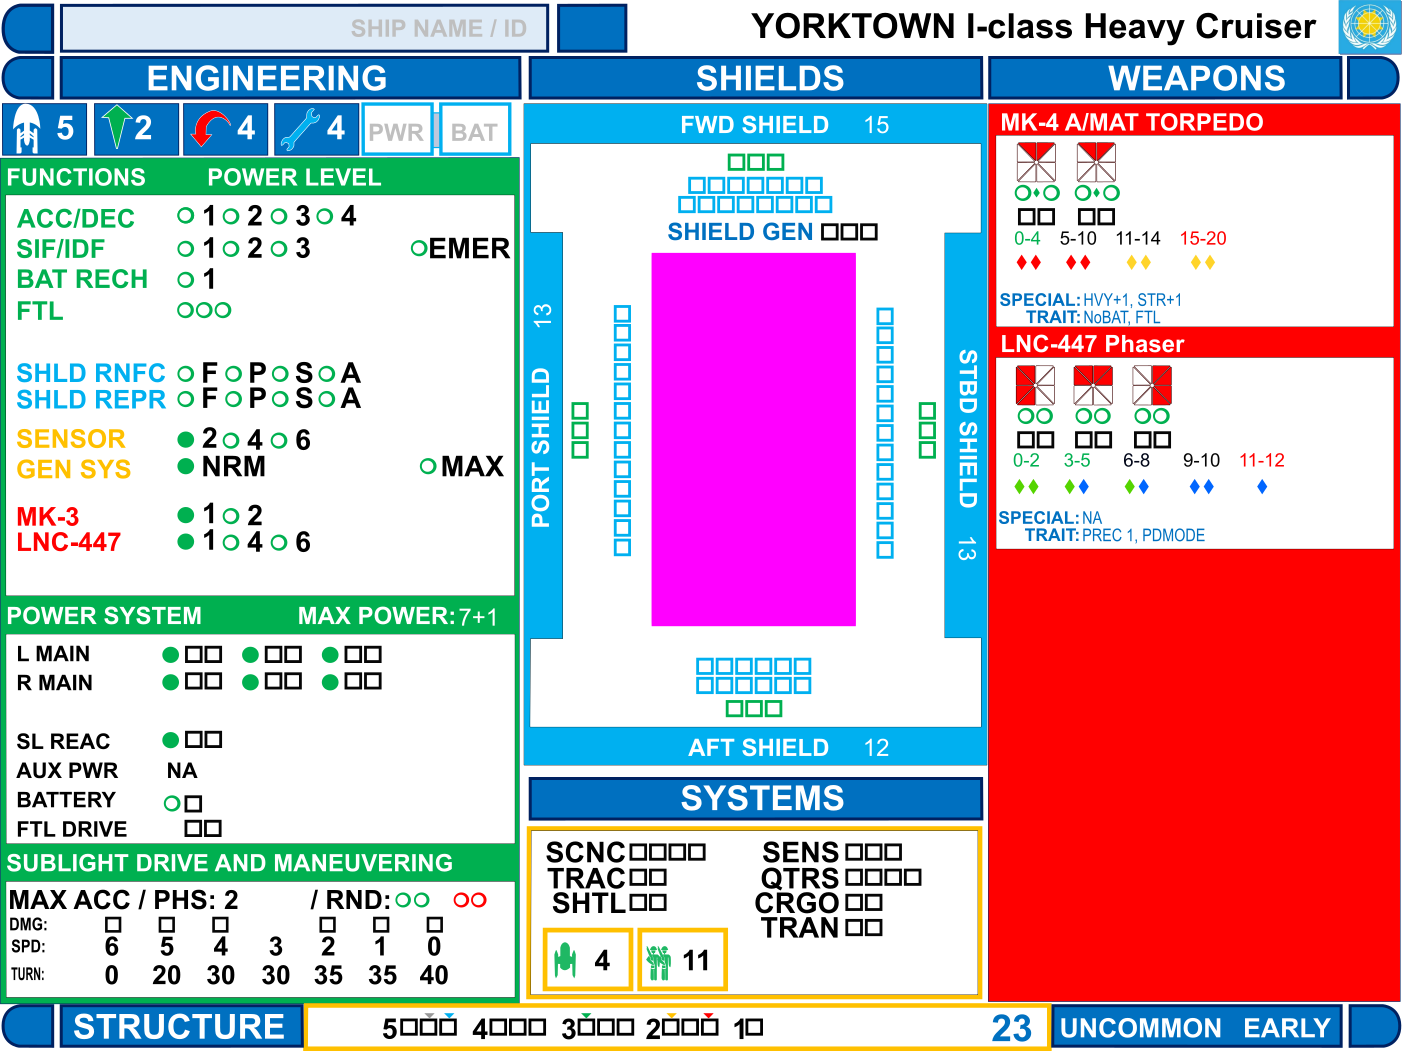 SHIP NAME / ID
YORKTOWN I-class Heavy Cruiser
ENGINEERING
5 2 4 4 PWR BAT
FUNCTIONS POWER LEVEL
ACC/DEC 1 2 3 4
SIF/IDF 1 2 3 EMER
BAT RECH 1
FTL
SHLD RNFC F P S A
SHLD REPR F P S A
SENSOR 2 4 6
GEN SYS NRM MAX
MK-3 1 2
LNC-447 1 4 6
POWER SYSTEM MAX POWER: 7+1
L MAIN
R MAIN
SL REAC
AUX PWR NA
BATTERY
FTL DRIVE
SUBLIGHT DRIVE AND MANEUVERING
MAX ACC / PHS: 2 / RND:
DMG:
SPD: 6 5 4 3 2 1 0
TURN: 0 20 30 30 35 35 40
SHIELDS
FWD SHIELD 15
SHIELD GEN
PORT SHIELD 13
STBD SHIELD 13
AFT SHIELD 12
SYSTEMS
SCNC SENS
TRAC QTRS
SHTL CRGO
TRAN
4 11
WEAPONS
MK-4 A/MAT TORPEDO
0-4 5-10 11-14 15-20
SPECIAL: HVY+1, STR+1
TRAIT: NoBAT, FTL
LNC-447 Phaser
0-2 3-5 6-8 9-10 11-12
SPECIAL: NA
TRAIT: PREC 1, PDMODE
STRUCTURE 5 4 3 2 1 23 UNCOMMON EARLY